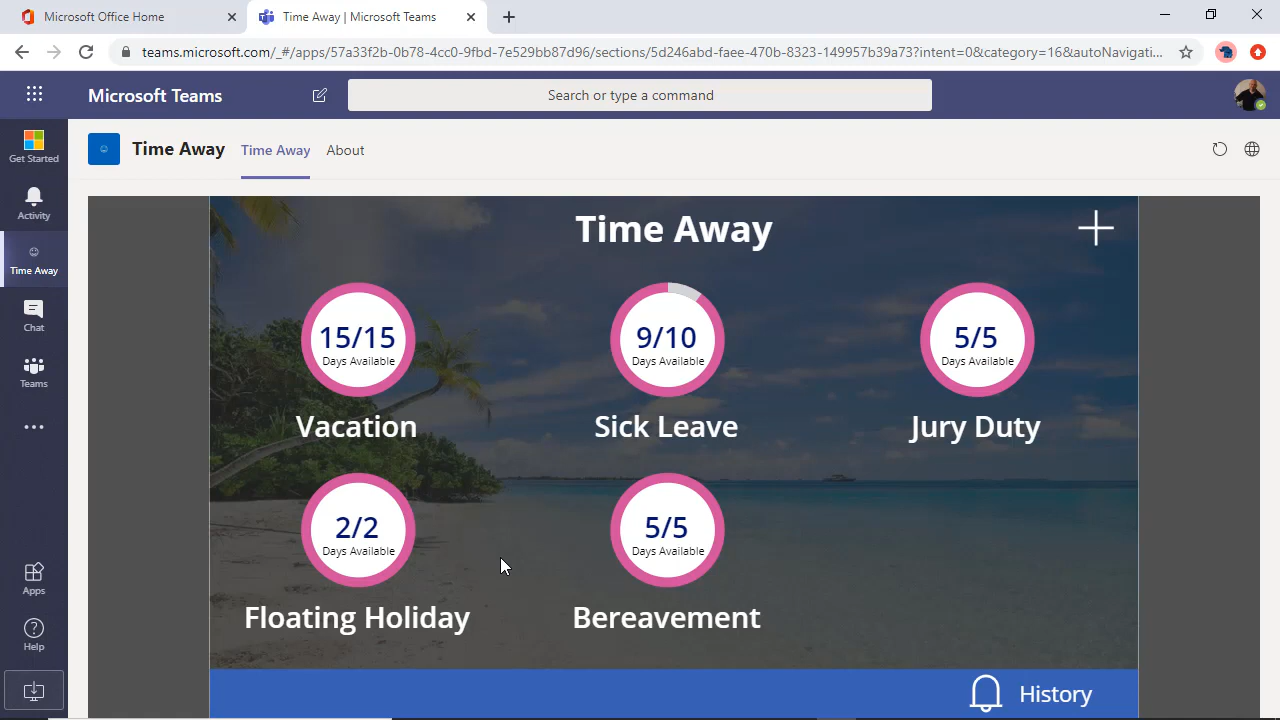 Microsoft Office Home
Time Away | Microsoft Teams
teams.microsoft.com/_#/apps/57a33f2b-0b78-4cc0-9fbd-7e529bb87d96/sections/5d246abd-faee-470b-b323-149957b39a73?intent=0&category=16&autoNavigati...
Microsoft Teams
Search or type a command
Get Started
Activity
Time Away
Chat
Teams
Apps
Help
Time Away
Time Away
About
Time Away
15/15
Days Available
Vacation
9/10
Days Available
Sick Leave
5/5
Days Available
Jury Duty
2/2
Days Available
Floating Holiday
5/5
Days Available
Bereavement
History